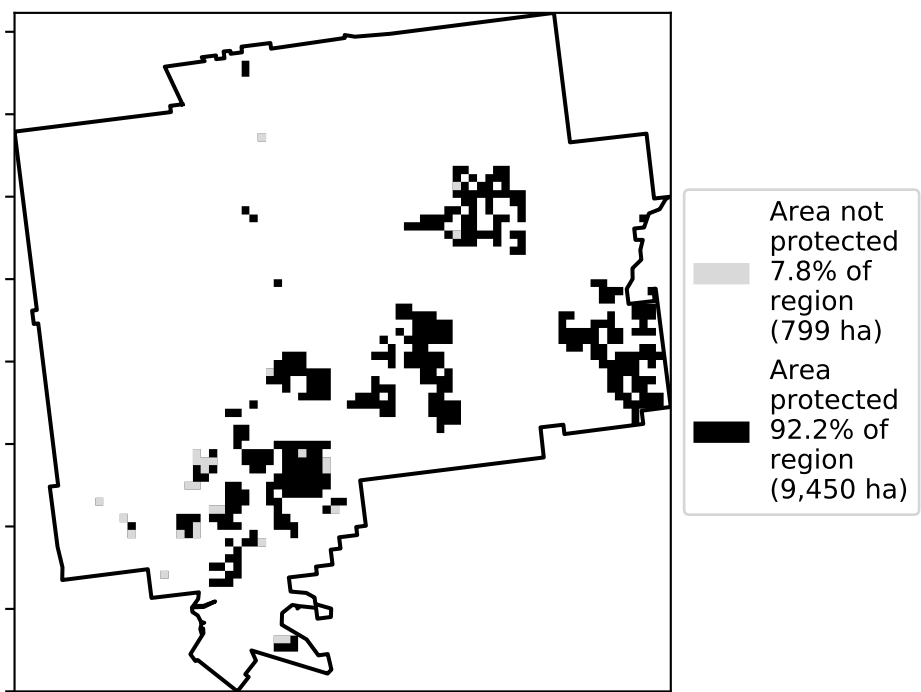 Area not
protected
7.8% of
region
(799 ha)
Area
protected
92.2% of
region
(9,450 ha)